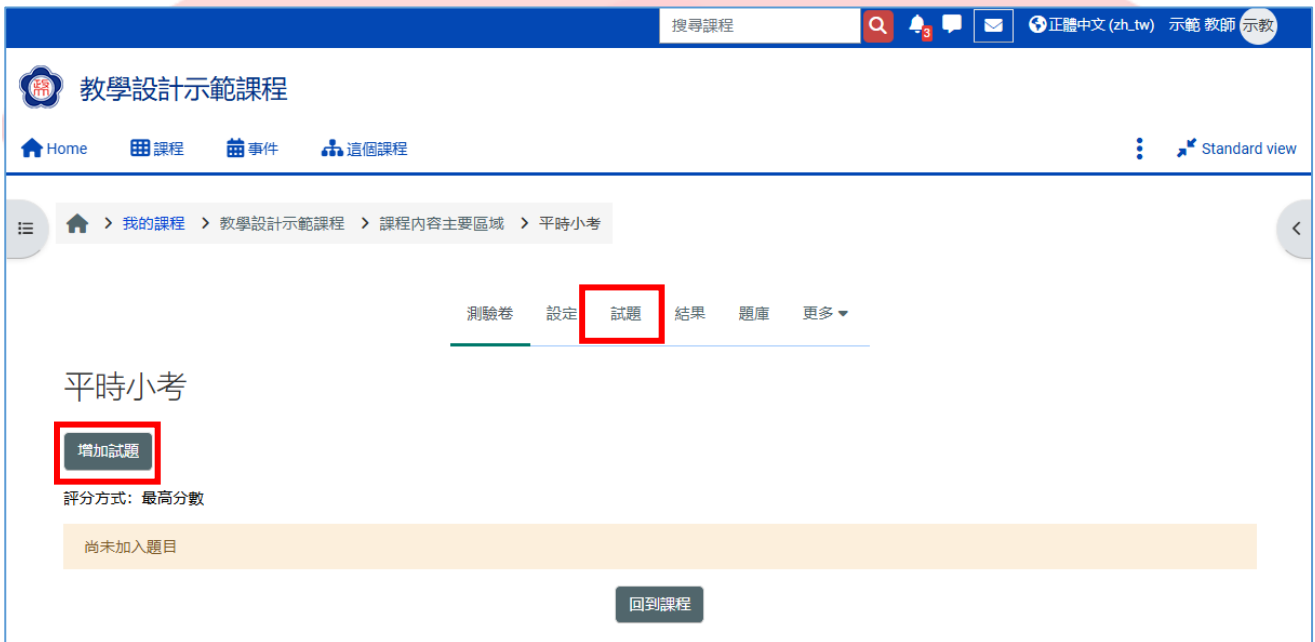 搜尋課程 3 正體中文 (zh_tw) 示範 教師 示教
政大 教學設計示範課程
Home 課程 事件 這個課程 Standard view
我的課程 > 教學設計示範課程 > 課程內容主要區域 > 平時小考
測驗卷 設定 試題 結果 題庫 更多
平時小考
增加試題
評分方式：最高分數
尚未加入題目
回到課程